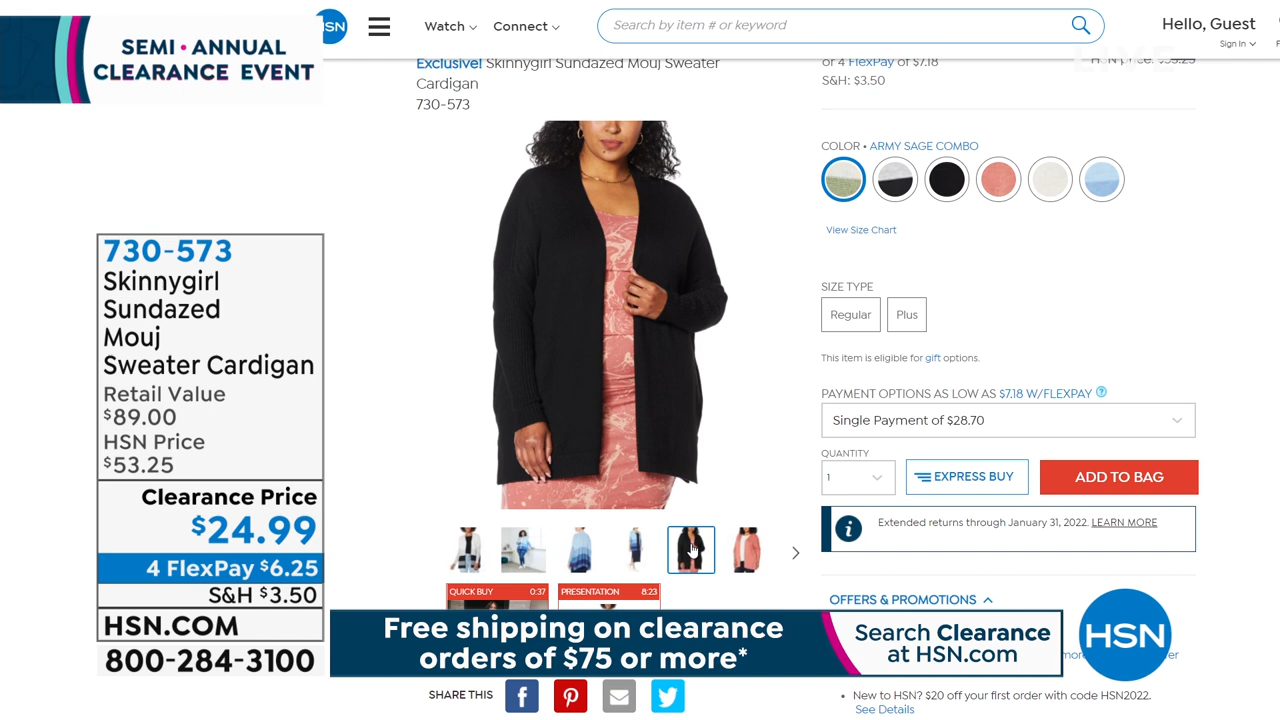 SEMI • ANNUAL
CLEARANCE EVENT
HSN
Watch
Connect
Search by item # or keyword
Hello, Guest
Sign In
LIVE
Exclusive! Skinnygirl Sundazed Mouj Sweater
Cardigan
730-573
or 4 FlexPay of $7.18
HSN price: $53.25
S&H: $3.50
COLOR • ARMY SAGE COMBO
View Size Chart
SIZE TYPE
Regular
Plus
This item is eligible for gift options.
PAYMENT OPTIONS AS LOW AS $7.18 W/FLEXPAY ?
Single Payment of $28.70
QUANTITY
1
EXPRESS BUY
ADD TO BAG
Extended returns through January 31, 2022. LEARN MORE
OFFERS & PROMOTIONS
730-573
Skinnygirl
Sundazed
Mouj
Sweater Cardigan
Retail Value
$89.00
HSN Price
$53.25
Clearance Price
$24.99
4 FlexPay $6.25
S&H $3.50
HSN.COM
800-284-3100
QUICK BUY 0:37
PRESENTATION 8:23
Free shipping on clearance
orders of $75 or more*
Search Clearance
at HSN.com
HSN
SHARE THIS
New to HSN? $20 off your first order with code HSN2022.
See Details